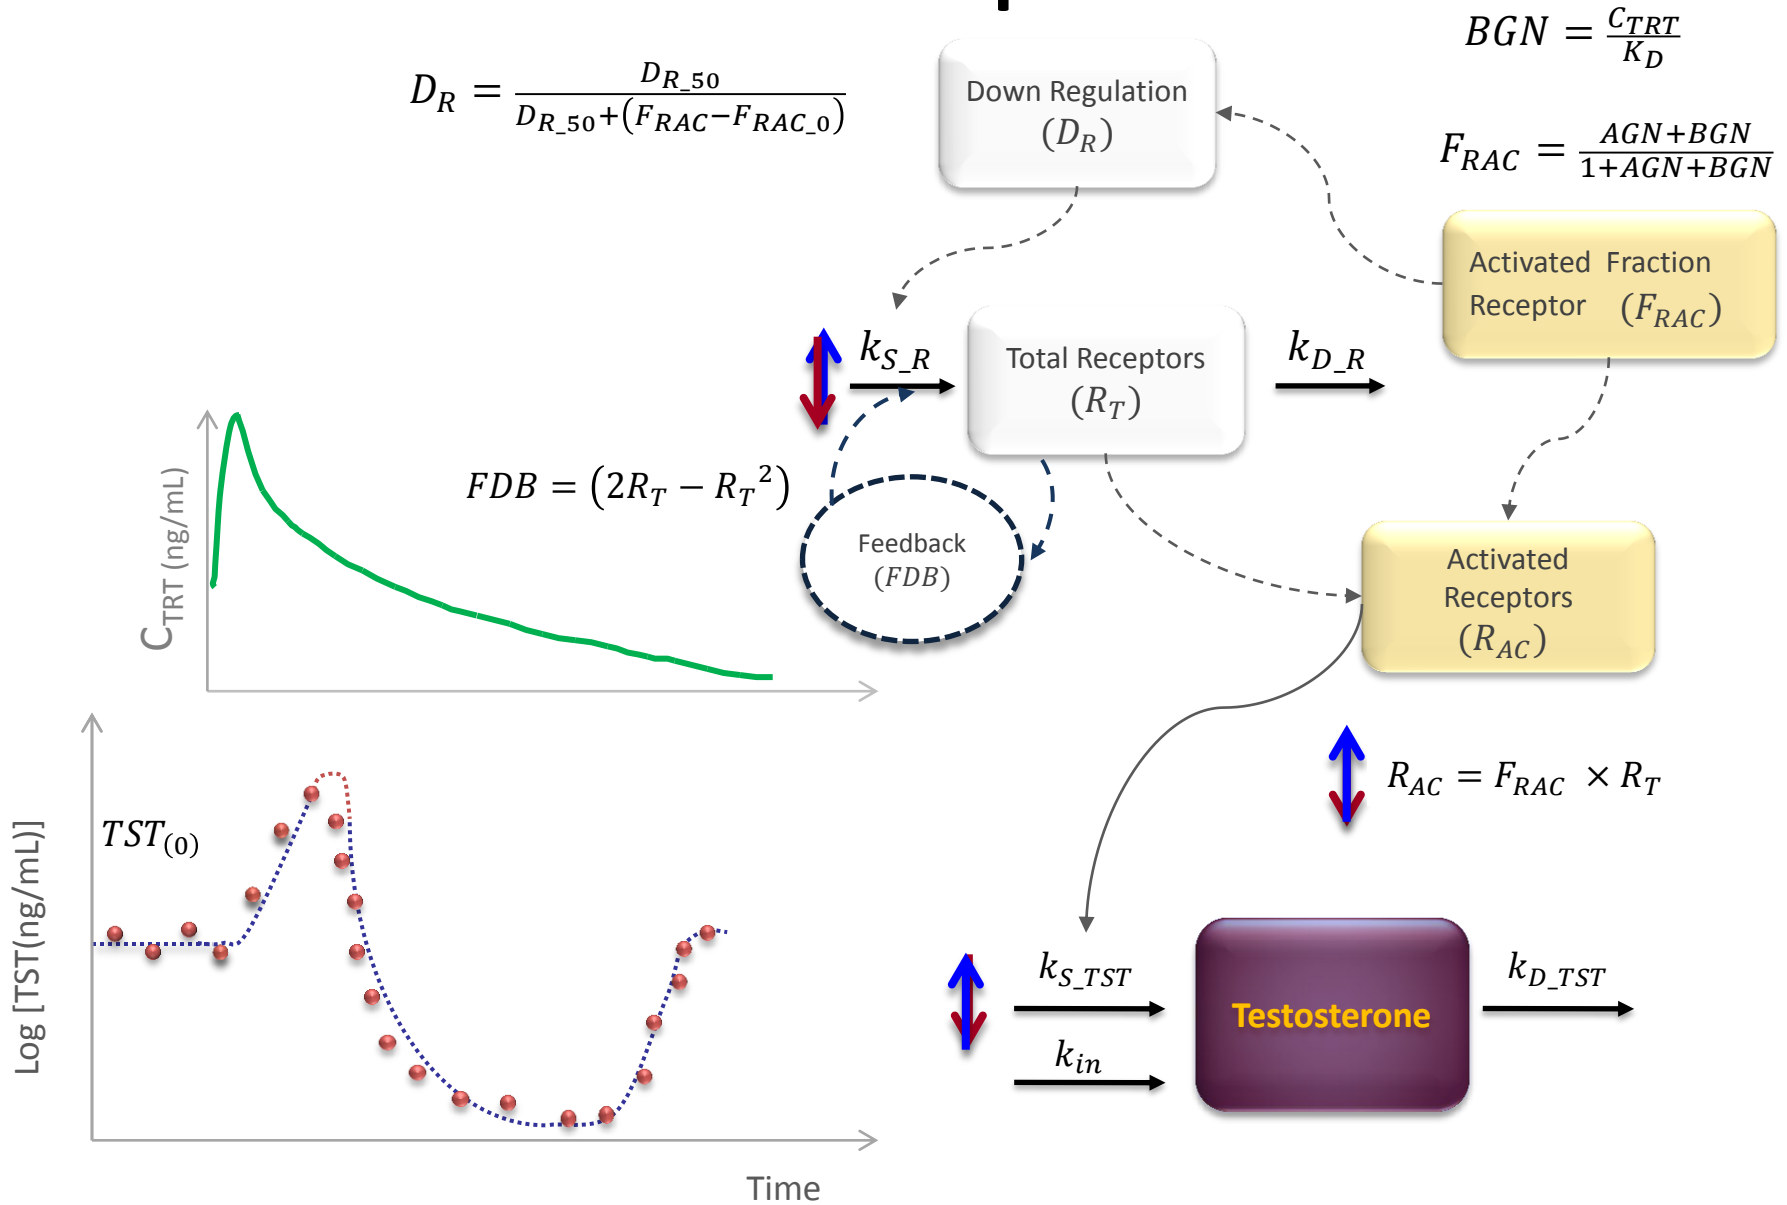 BGN = C_TRT / K_D
D_R = D_R_50 / (D_R_50 + (F_RAC − F_RAC_0))
Down Regulation
(D_R)
F_RAC = (AGN+BGN) / (1+AGN+BGN)
Activated Fraction
Receptor (F_RAC)
k_S_R
Total Receptors
(R_T)
k_D_R
C_TRT (ng/mL)
FDB = (2R_T − R_T²)
Feedback
(FDB)
Activated
Receptors
(R_AC)
R_AC = F_RAC × R_T
Log [TST(ng/mL)]
TST_(0)
k_S_TST
k_in
Testosterone
k_D_TST
Time